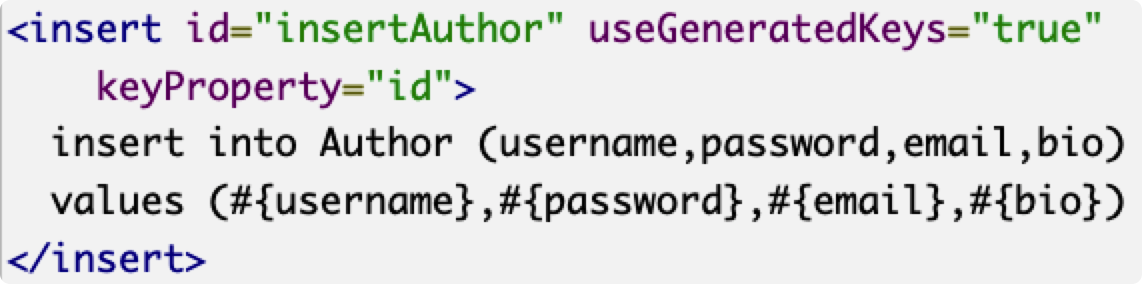 <insert id="insertAuthor" useGeneratedKeys="true"
    keyProperty="id">
  insert into Author (username,password,email,bio)
  values (#{username},#{password},#{email},#{bio})
</insert>